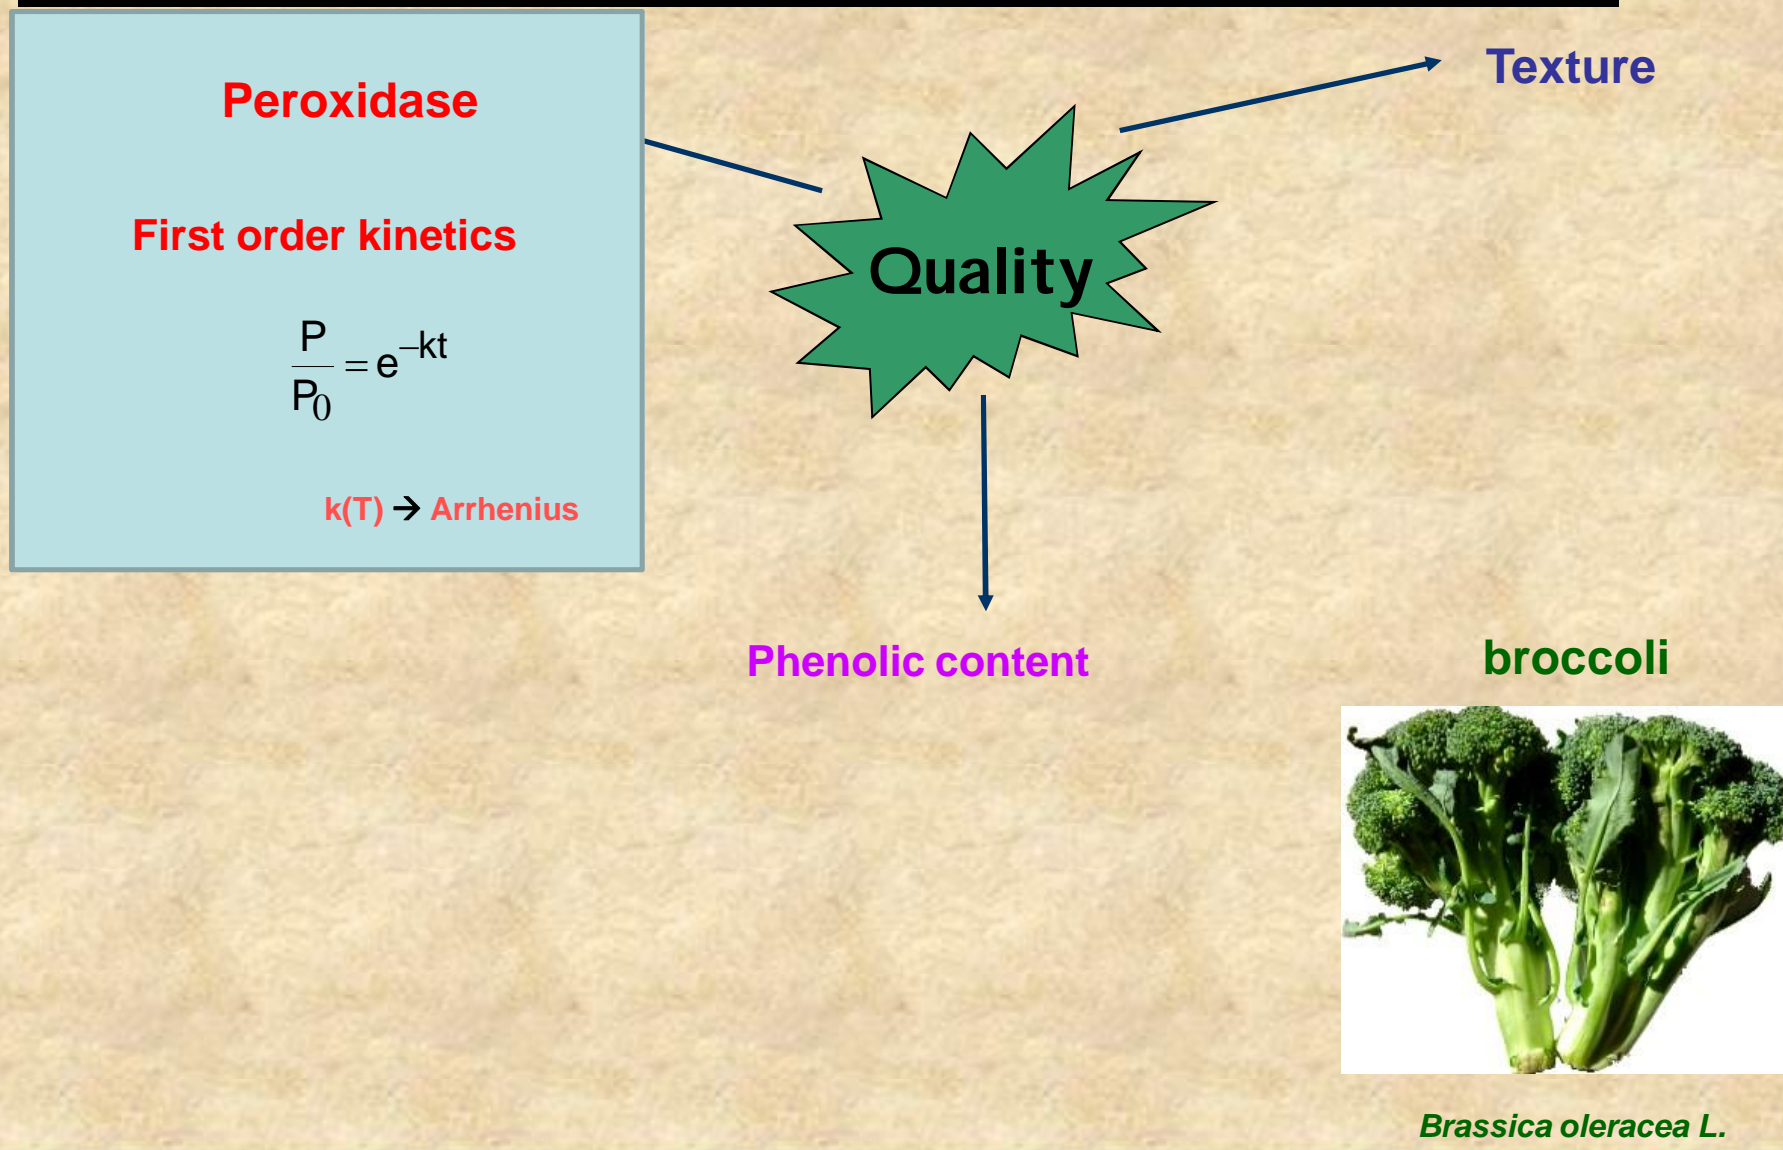 Peroxidase
First order kinetics
P/P0 = e^–kt
k(T) → Arrhenius
Texture
Quality
Phenolic content
broccoli
Brassica oleracea L.